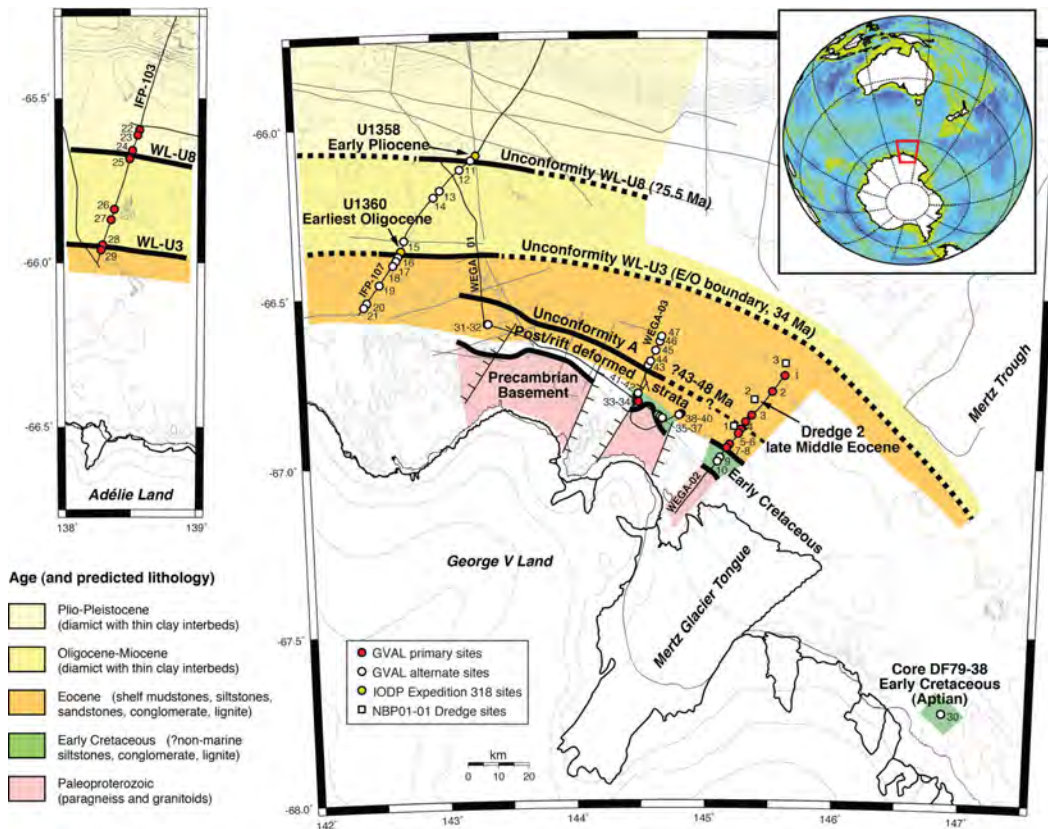 -65.5
-66.0
-66.5
138°
139°
IFP-103
22
23
24
WL-U8
25
26
27
28
WL-U3
29
Adélie Land
-66.0°
-66.5
-67.0°
-67.5°
-68.0°
142°
143°
144°
145°
146°
147°
U1358
Early Pliocene
11
12
13
14
Unconformity WL-U8 (?5.5 Ma)
U1360
Earliest Oligocene
15
16
17
18
19
20
21
IFP-107
WEGA 01
Unconformity WL-U3 (E/O boundary, 34 Ma)
Unconformity A
?43-48 Ma
?
Post/rift deformed strata
31-32
WEGA-03
47
46
45
44
43
41-42
33-34
38-40
35-37
Precambrian
Basement
3
1
2
2
3
1
5-6
7-8
10
Dredge 2
late Middle Eocene
WEGA-02
Early Cretaceous
Mertz Trough
George V Land
Mertz Glacier Tongue
Core DF79-38
Early Cretaceous
(Aptian)
30
GVAL primary sites
GVAL alternate sites
IODP Expedition 318 sites
NBP01-01 Dredge sites
km
0 10 20
Age (and predicted lithology)
Plio-Pleistocene
(diamict with thin clay interbeds)
Oligocene-Miocene
(diamict with thin clay interbeds)
Eocene (shelf mudstones, siltstones,
sandstones, conglomerate, lignite)
Early Cretaceous (?non-marine
siltstones, conglomerate, lignite)
Paleoproterozoic
(paragneiss and granitoids)